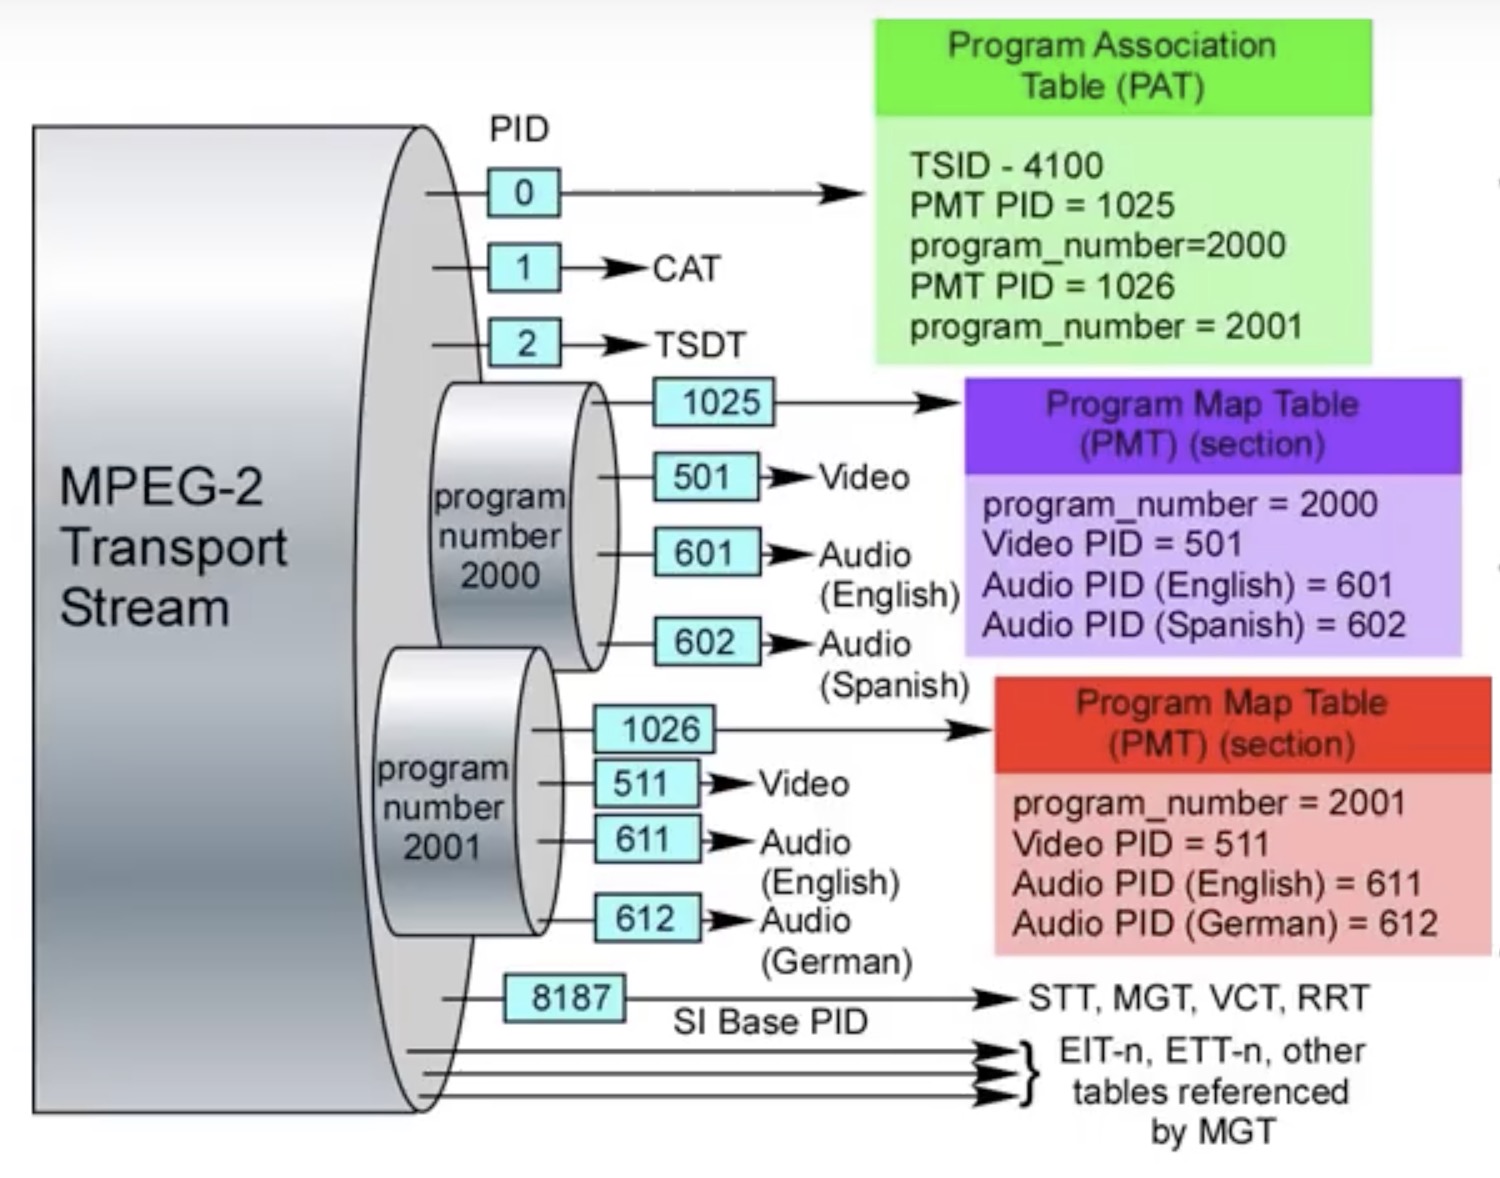 Program Association
Table (PAT)
PID
0
TSID - 4100
PMT PID = 1025
program_number=2000
PMT PID = 1026
program_number = 2001
1
CAT
2
TSDT
MPEG-2
Transport
Stream
program
number
2000
1025
Program Map Table
(PMT) (section)
501
Video
program_number = 2000
Video PID = 501
Audio PID (English) = 601
Audio PID (Spanish) = 602
601
Audio
(English)
602
Audio
(Spanish)
program
number
2001
1026
Program Map Table
(PMT) (section)
511
Video
program_number = 2001
Video PID = 511
Audio PID (English) = 611
Audio PID (German) = 612
611
Audio
(English)
612
Audio
(German)
8187
SI Base PID
STT, MGT, VCT, RRT
EIT-n, ETT-n, other
tables referenced
by MGT